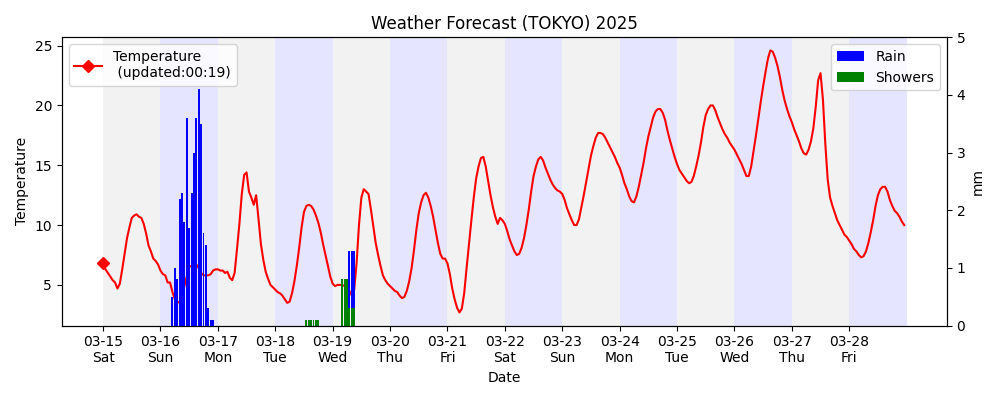 Weather Forecast (TOKYO) 2025
Temperature
(updated:00:19)
Rain
Showers
25
20
15
10
5
Temperature
5
4
3
2
1
0
mm
03-15 03-16 03-17 03-18 03-19 03-20 03-21 03-22 03-23 03-24 03-25 03-26 03-27 03-28
Sat Sun Mon Tue Wed Thu Fri Sat Sun Mon Tue Wed Thu Fri
Date